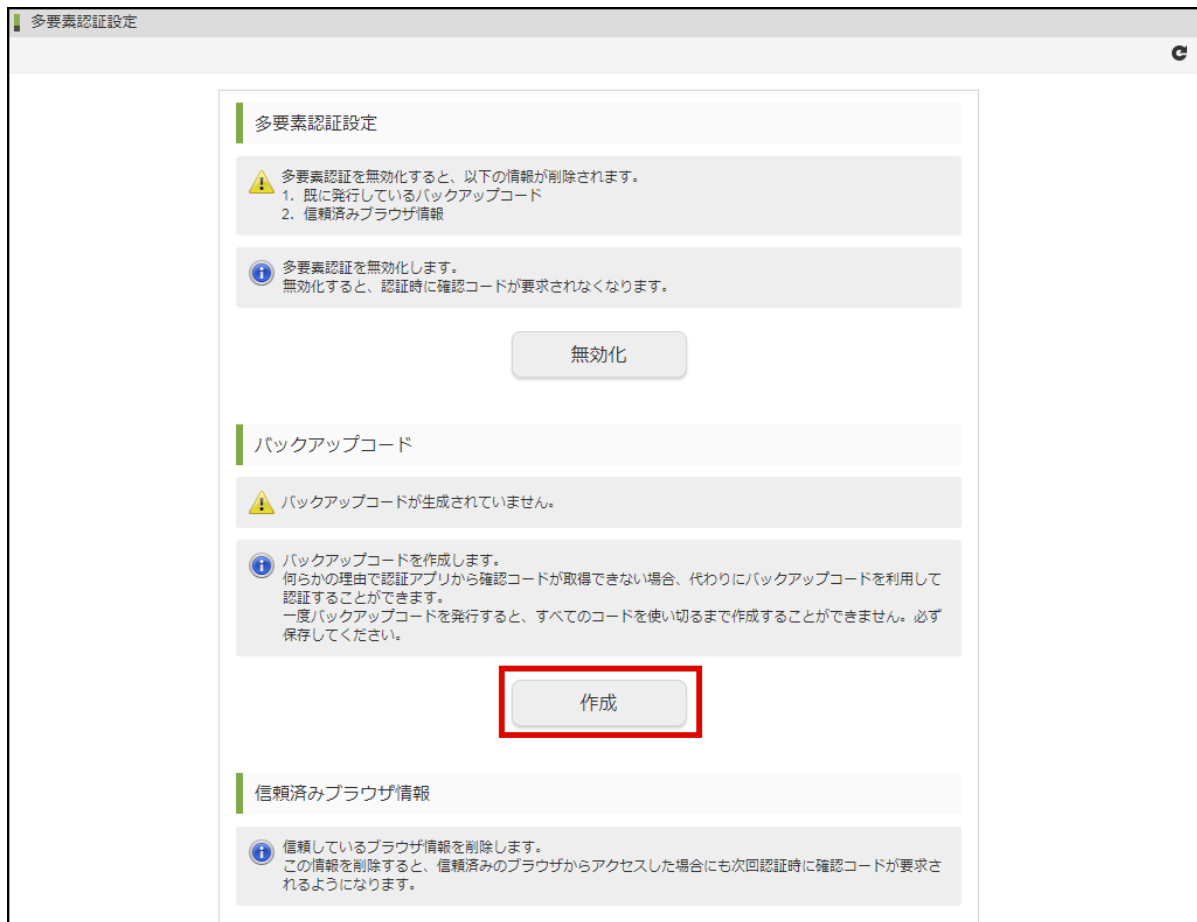 多要素認証設定
多要素認証設定
多要素認証を無効化すると、以下の情報が削除されます。
1. 既に発行しているバックアップコード
2. 信頼済みブラウザ情報
多要素認証を無効化します。
無効化すると、認証時に確認コードが要求されなくなります。
無効化
バックアップコード
バックアップコードが生成されていません。
バックアップコードを作成します。
何らかの理由で認証アプリから確認コードが取得できない場合、代わりにバックアップコードを利用して
認証することができます。
一度バックアップコードを発行すると、すべてのコードを使い切るまで作成することができません。必ず
保存してください。
作成
信頼済みブラウザ情報
信頼しているブラウザ情報を削除します。
この情報を削除すると、信頼済みのブラウザからアクセスした場合にも次回認証時に確認コードが要求さ
れるようになります。